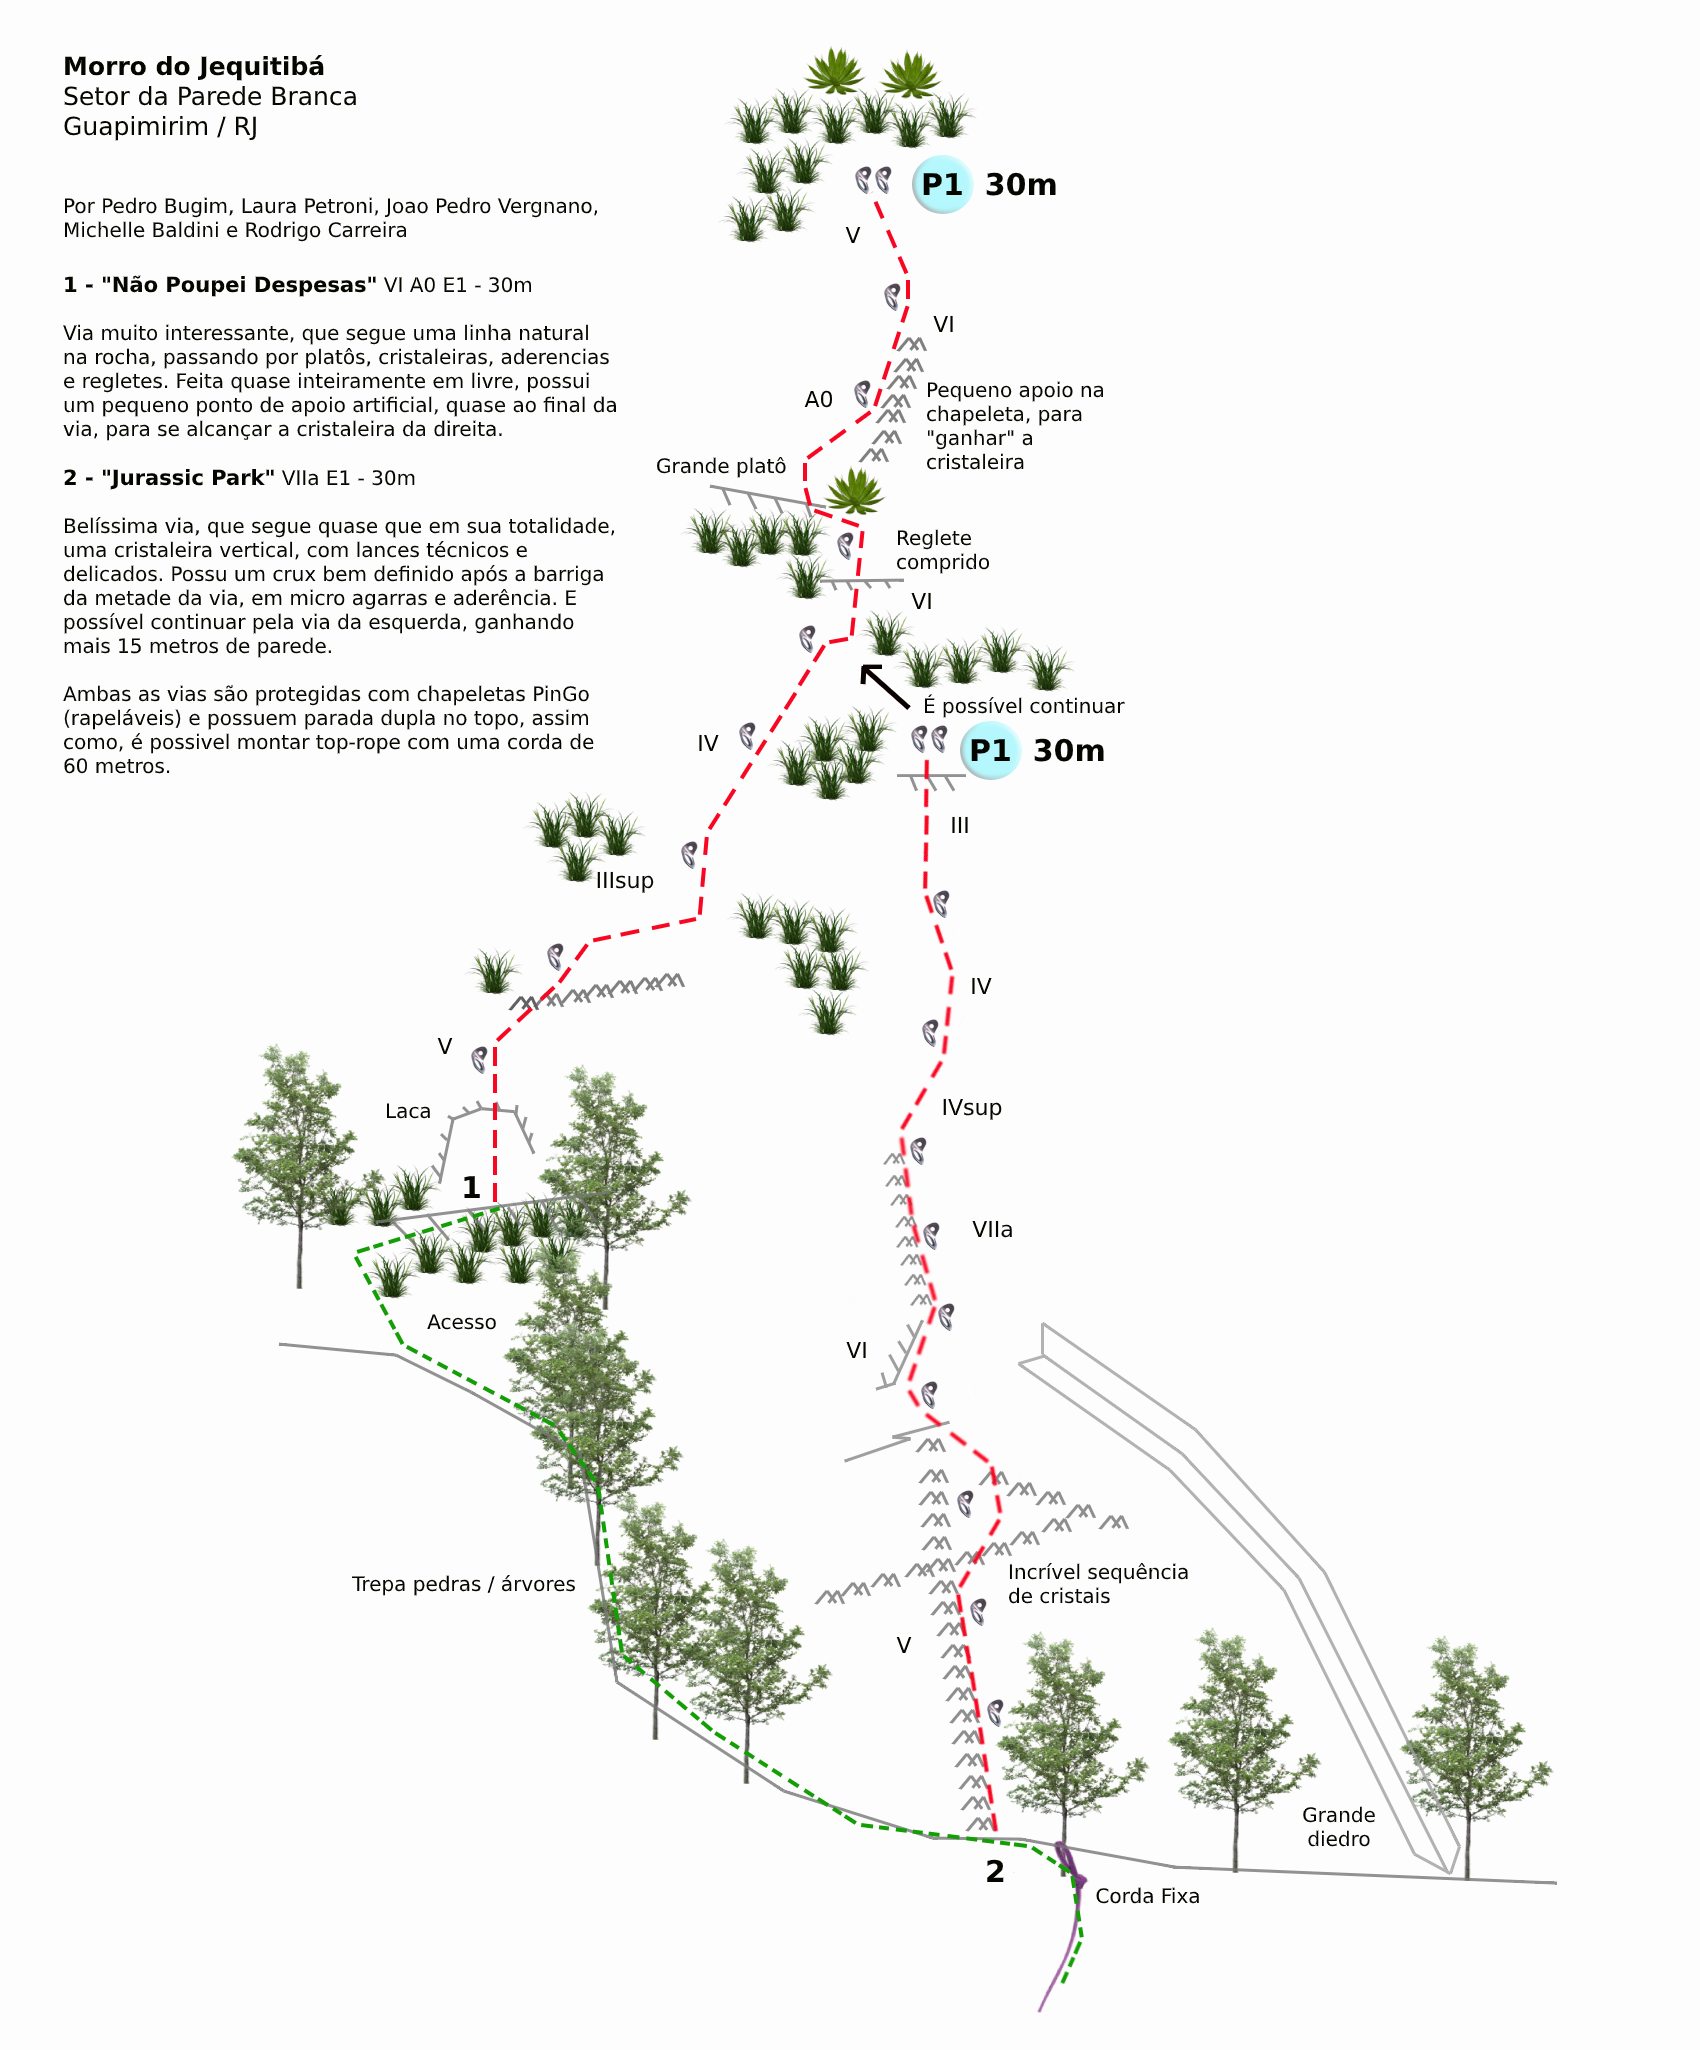 Morro do Jequitibá
Setor da Parede Branca
Guapimirim / RJ
Por Pedro Bugim, Laura Petroni, Joao Pedro Vergnano,
Michelle Baldini e Rodrigo Carreira
1 - "Não Poupei Despesas" VI A0 E1 - 30m
Via muito interessante, que segue uma linha natural
na rocha, passando por platôs, cristaleiras, aderencias
e regletes. Feita quase inteiramente em livre, possui
um pequeno ponto de apoio artificial, quase ao final da
via, para se alcançar a cristaleira da direita.
2 - "Jurassic Park" VIIa E1 - 30m
Belíssima via, que segue quase que em sua totalidade,
uma cristaleira vertical, com lances técnicos e
delicados. Possu um crux bem definido após a barriga
da metade da via, em micro agarras e aderência. E
possível continuar pela via da esquerda, ganhando
mais 15 metros de parede.
Ambas as vias são protegidas com chapeletas PinGo
(rapeláveis) e possuem parada dupla no topo, assim
como, é possivel montar top-rope com uma corda de
60 metros.
P1 30m
V
VI
A0
Pequeno apoio na
chapeleta, para
"ganhar" a
cristaleira
Grande platô
Reglete
comprido
VI
É possível continuar
P1 30m
IV
III
IIIsup
IV
V
IVsup
Laca
1
VIIa
Acesso
VI
Incrível sequência
de cristais
Trepa pedras / árvores
V
Grande
diedro
2
Corda Fixa